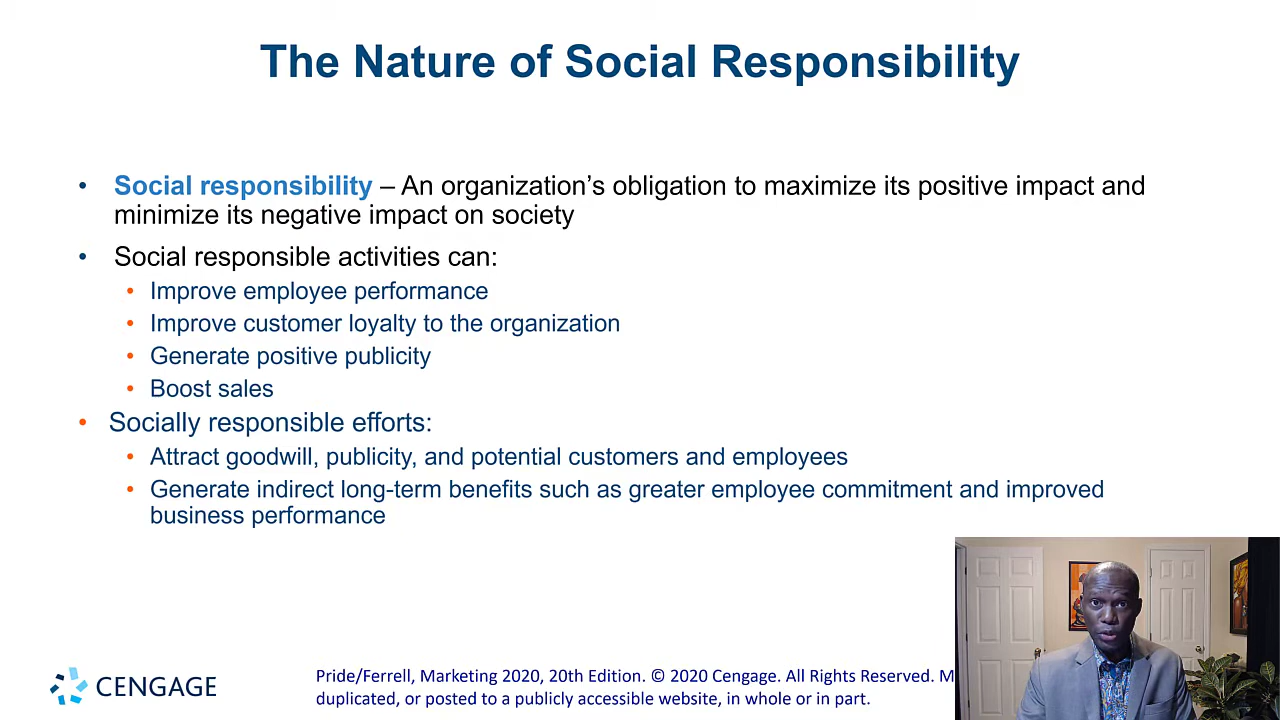 The Nature of Social Responsibility
• Social responsibility – An organization’s obligation to maximize its positive impact and
minimize its negative impact on society
• Social responsible activities can:
• Improve employee performance
• Improve customer loyalty to the organization
• Generate positive publicity
• Boost sales
• Socially responsible efforts:
• Attract goodwill, publicity, and potential customers and employees
• Generate indirect long-term benefits such as greater employee commitment and improved
business performance
CENGAGE
Pride/Ferrell, Marketing 2020, 20th Edition. © 2020 Cengage. All Rights Reserved. M
duplicated, or posted to a publicly accessible website, in whole or in part.